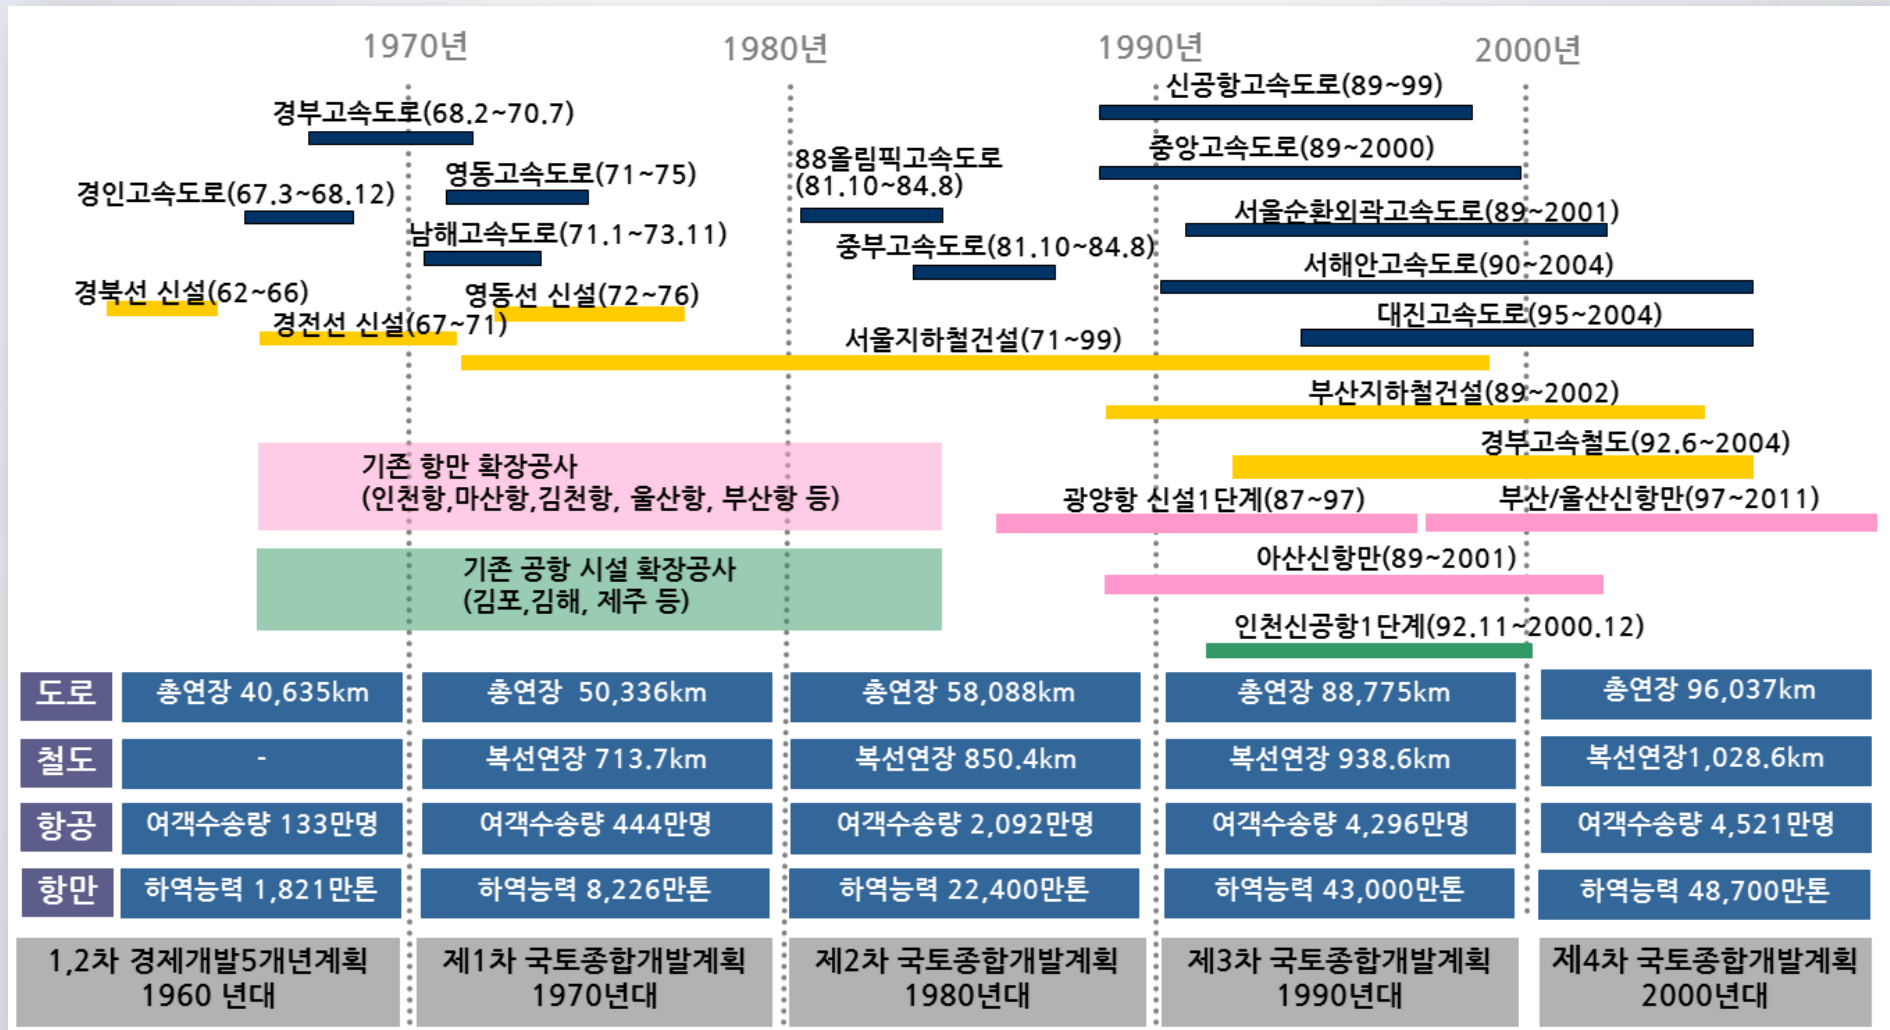 1970년
1980년
1990년
2000년
경부고속도로(68.2~70.7)
신공항고속도로(89~99)
중앙고속도로(89~2000)
88올림픽고속도로
(81.10~84.8)
영동고속도로(71~75)
경인고속도로(67.3~68.12)
서울순환외곽고속도로(89~2001)
남해고속도로(71.1~73.11)
중부고속도로(81.10~84.8)
서해안고속도로(90~2004)
경북선 신설(62~66)
영동선 신설(72~76)
대진고속도로(95~2004)
경전선 신설(67~71)
서울지하철건설(71~99)
부산지하철건설(89~2002)
경부고속철도(92.6~2004)
기존 항만 확장공사
(인천항,마산항,김천항, 울산항, 부산항 등)
광양항 신설1단계(87~97)
부산/울산신항만(97~2011)
아산신항만(89~2001)
기존 공항 시설 확장공사
(김포,김해, 제주 등)
인천신공항1단계(92.11~2000.12)
도로
총연장 40,635km
총연장 50,336km
총연장 58,088km
총연장 88,775km
총연장 96,037km
철도
-
복선연장 713.7km
복선연장 850.4km
복선연장 938.6km
복선연장1,028.6km
항공
여객수송량 133만명
여객수송량 444만명
여객수송량 2,092만명
여객수송량 4,296만명
여객수송량 4,521만명
항만
하역능력 1,821만톤
하역능력 8,226만톤
하역능력 22,400만톤
하역능력 43,000만톤
하역능력 48,700만톤
1,2차 경제개발5개년계획
1960 년대
제1차 국토종합개발계획
1970년대
제2차 국토종합개발계획
1980년대
제3차 국토종합개발계획
1990년대
제4차 국토종합개발계획
2000년대